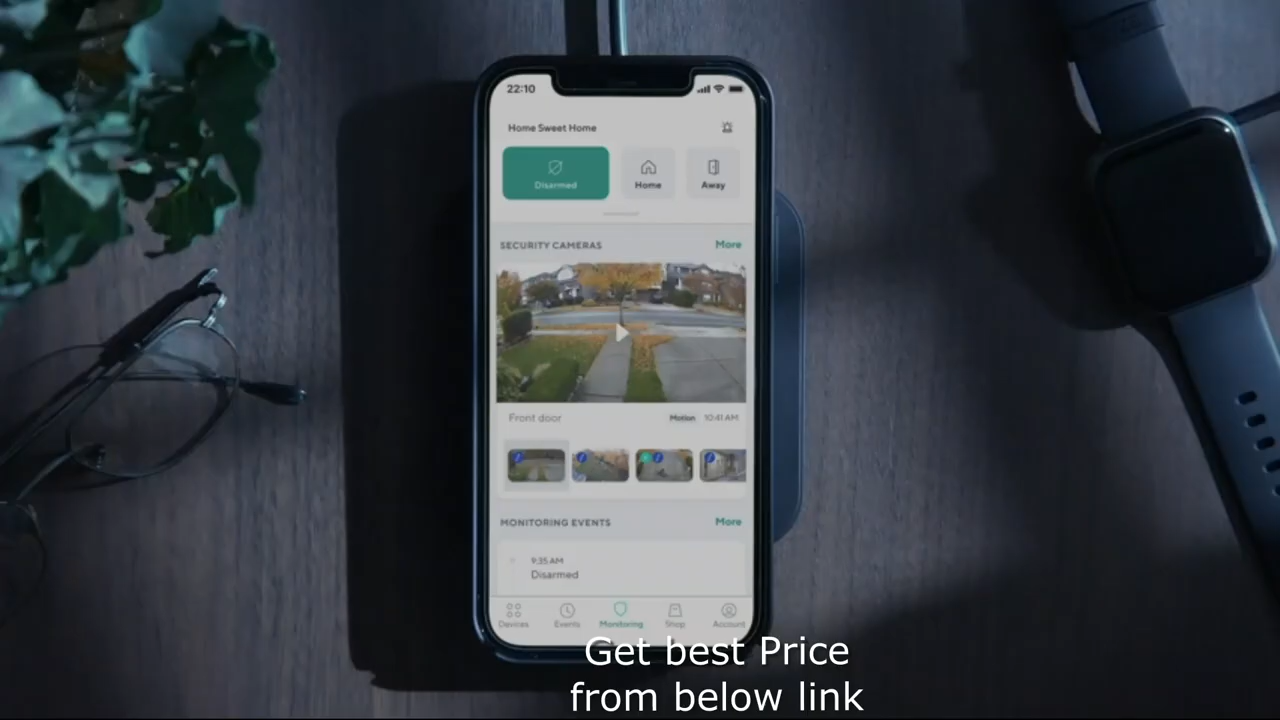 22:10
Home Sweet Home
Disarmed
Home
Away
SECURITY CAMERAS
More
Front door
Motion
10:41 AM
MONITORING EVENTS
More
9:35 AM
Disarmed
Devices
Events
Monitoring
Shop
Account
Get best Price
from below link